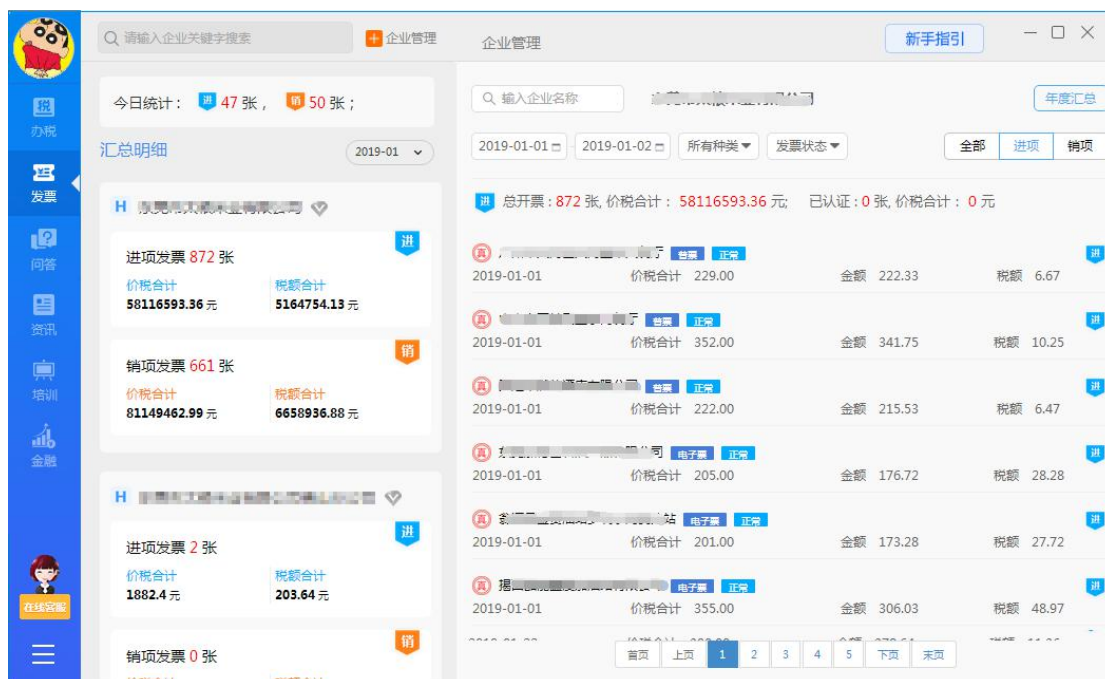 请输入企业关键字搜索
企业管理
税
办税
发票
问答
资讯
培训
金融
在线客服
今日统计： 进 47 张， 销 50 张；
汇总明细
2019-01
H
进
进项发票 872 张
价税合计 税额合计
58116593.36 元 5164754.13 元
销
销项发票 661 张
价税合计 税额合计
81149462.99 元 6658936.88 元
H
进
进项发票 2 张
价税合计 税额合计
1882.4 元 203.64 元
销
销项发票 0 张
企业管理
新手指引
输入企业名称
年度汇总
2019-01-01 2019-01-02 所有种类 发票状态 全部 进项 销项
进 总开票：872 张, 价税合计： 58116593.36 元; 已认证：0 张, 价税合计： 0 元
真 普票 正常 进
2019-01-01 价税合计 229.00 金额 222.33 税额 6.67
真 普票 正常 进
2019-01-01 价税合计 352.00 金额 341.75 税额 10.25
真 普票 正常 进
2019-01-01 价税合计 222.00 金额 215.53 税额 6.47
真 电子票 正常 进
2019-01-01 价税合计 205.00 金额 176.72 税额 28.28
真 电子票 正常 进
2019-01-01 价税合计 201.00 金额 173.28 税额 27.72
真 电子票 正常 进
2019-01-01 价税合计 355.00 金额 306.03 税额 48.97
首页 上页 1 2 3 4 5 下页 末页